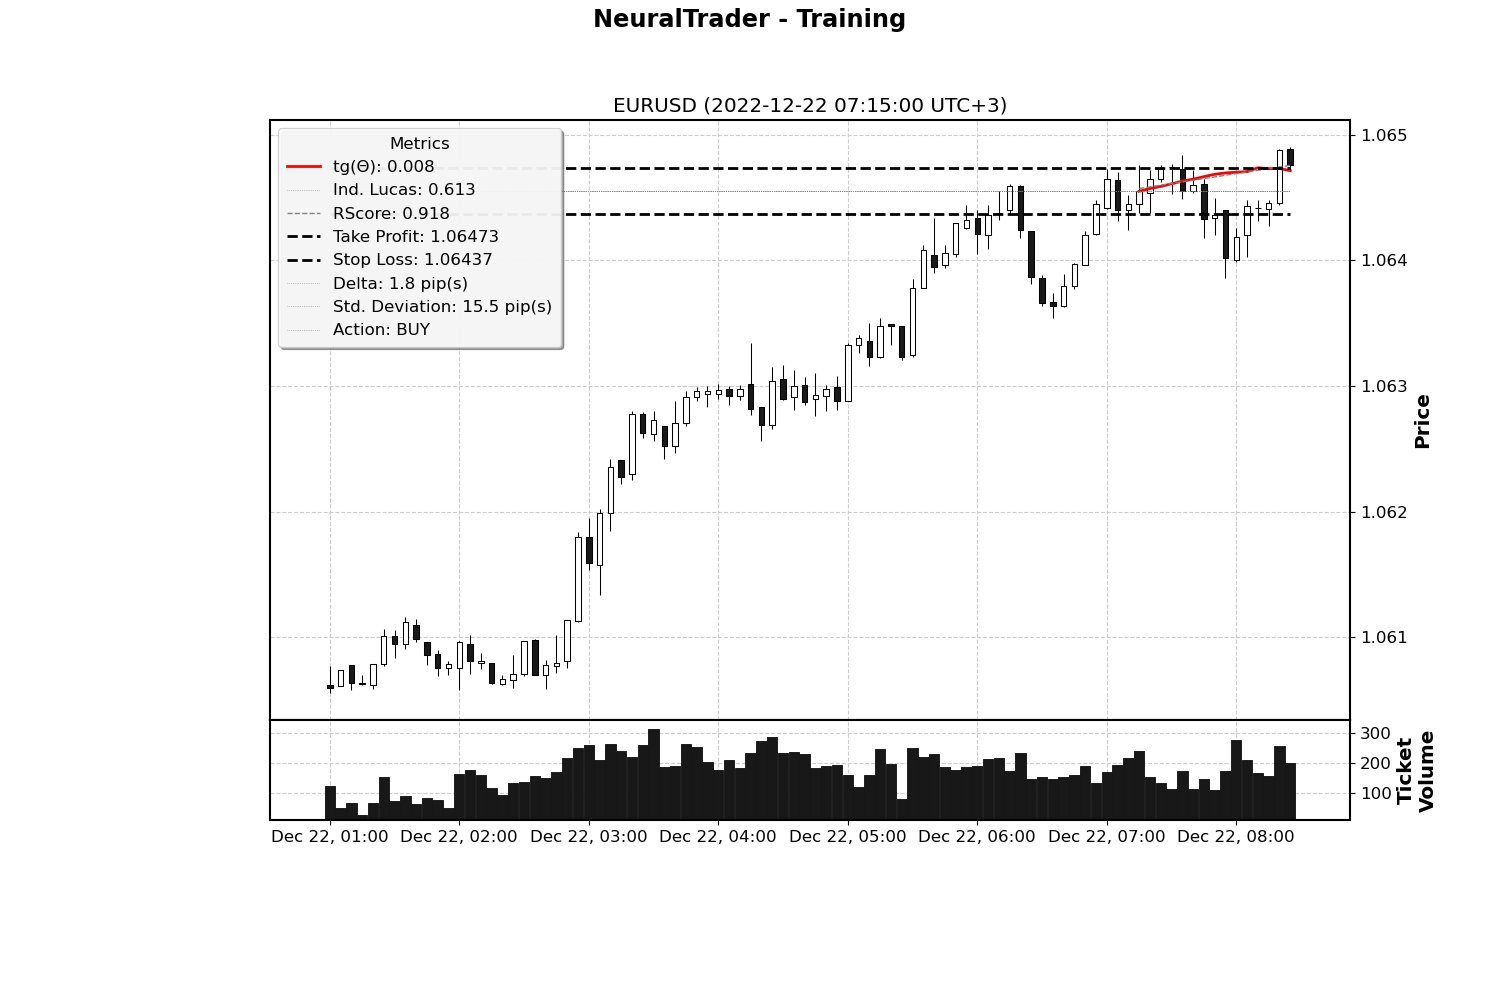 NeuralTrader - Training
EURUSD (2022-12-22 07:15:00 UTC+3)
Metrics
tg(Θ): 0.008
Ind. Lucas: 0.613
RScore: 0.918
Take Profit: 1.06473
Stop Loss: 1.06437
Delta: 1.8 pip(s)
Std. Deviation: 15.5 pip(s)
Action: BUY
1.065
1.064
1.063
1.062
1.061
Price
300
200
100
Ticket
Volume
Dec 22, 01:00
Dec 22, 02:00
Dec 22, 03:00
Dec 22, 04:00
Dec 22, 05:00
Dec 22, 06:00
Dec 22, 07:00
Dec 22, 08:00